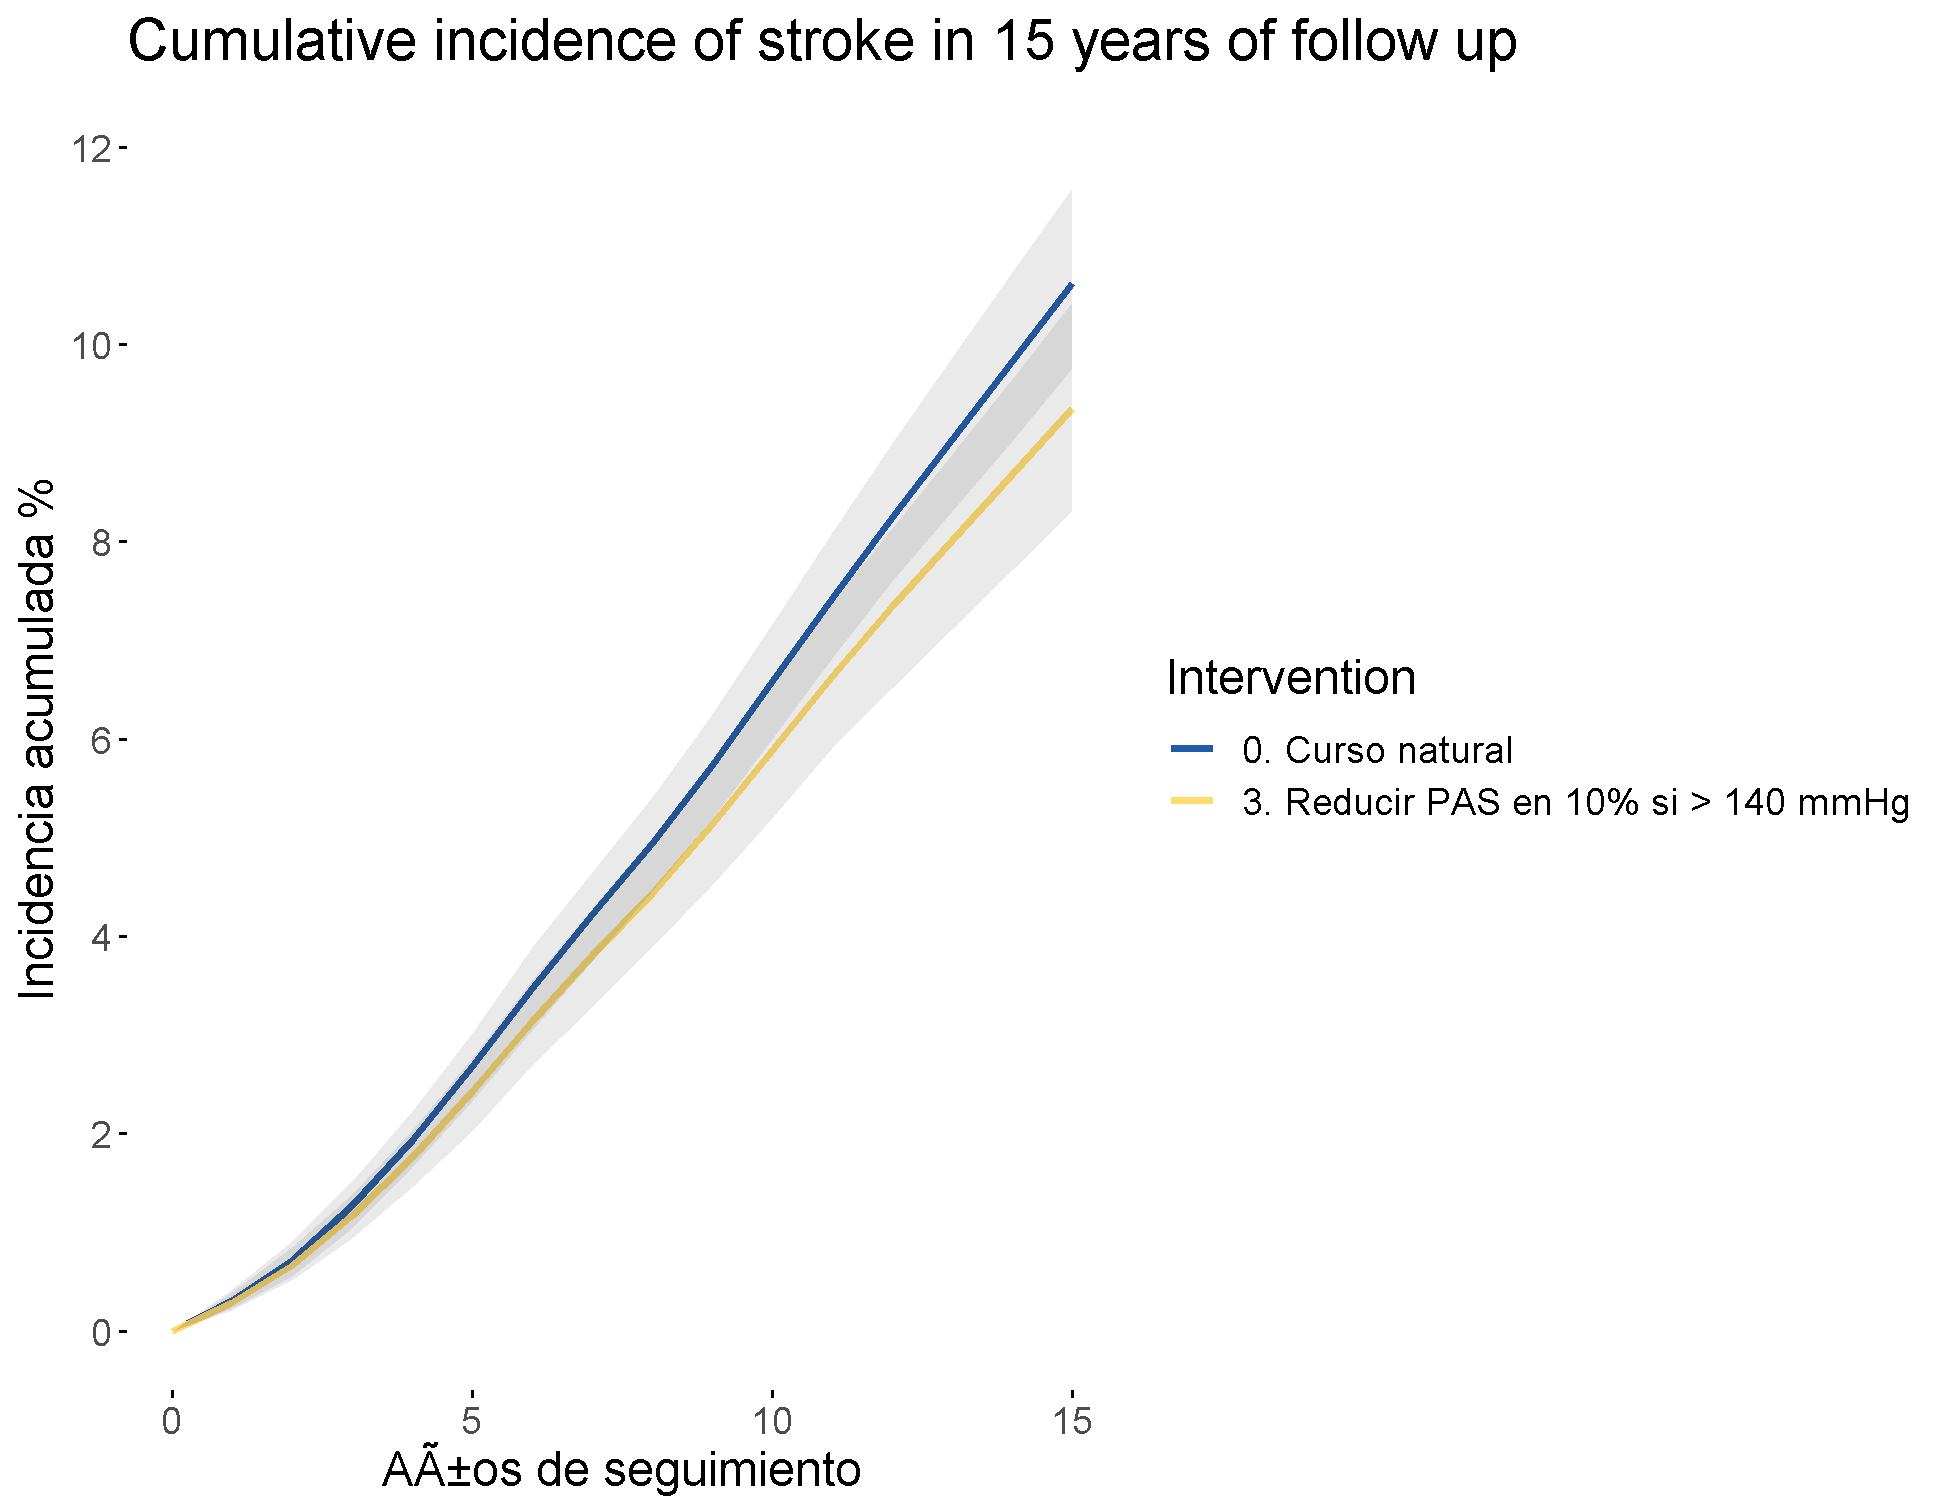 Cumulative incidence of stroke in 15 years of follow up
12
10
8
6
4
2
0
Incidencia acumulada %
0 5 10 15
AÃ±os de seguimiento
Intervention
0. Curso natural
3. Reducir PAS en 10% si > 140 mmHg